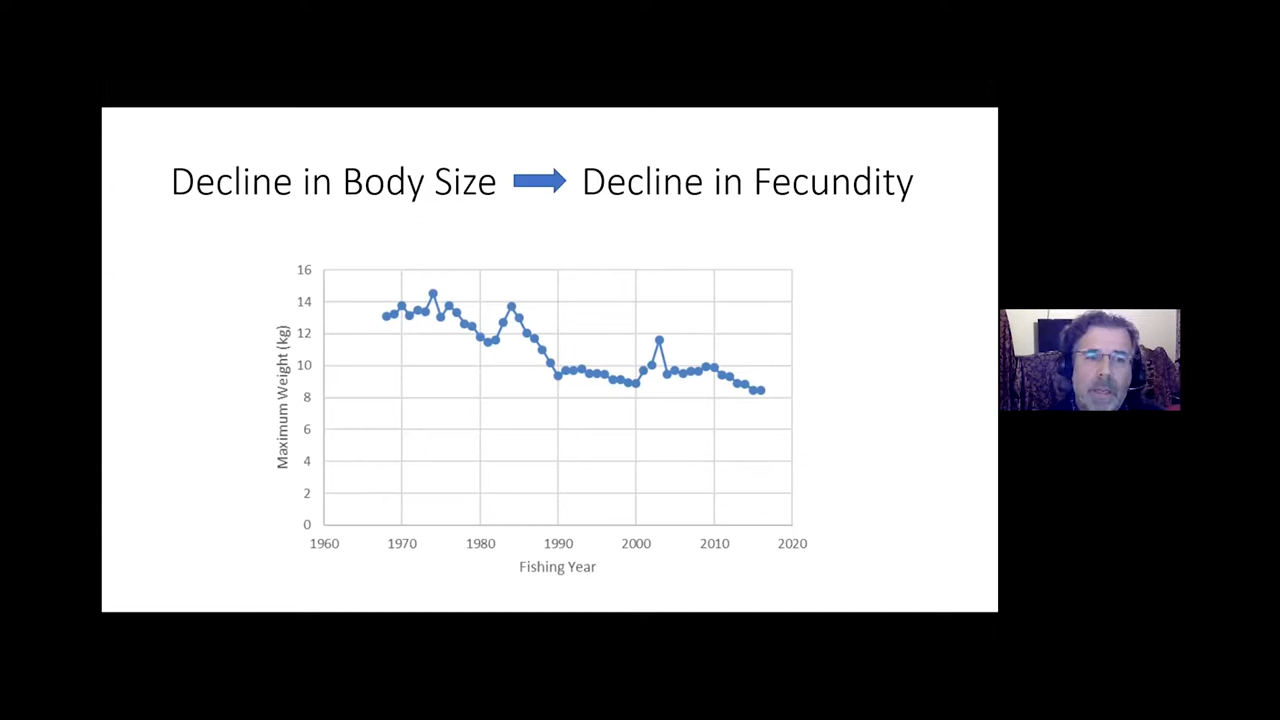 Decline in Body Size Decline in Fecundity
16
14
12
10
8
6
4
2
0
Maximum Weight (kg)
1960 1970 1980 1990 2000 2010 2020
Fishing Year